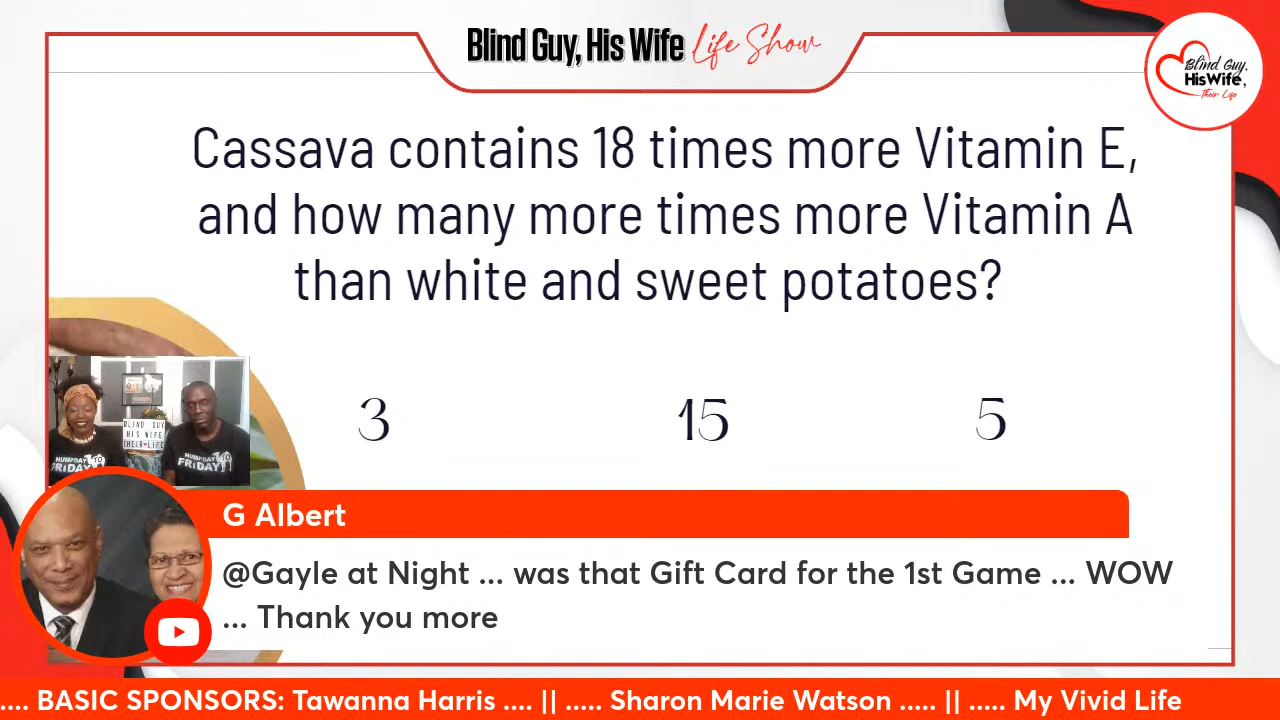 Blind Guy, His Wife Life Show
Blind Guy,
His Wife,
Their Life
Cassava contains 18 times more Vitamin E,
and how many more times more Vitamin A
than white and sweet potatoes?
3 15 5
BLIND GUY
HIS WIFE
THEIR LIFE
HUMPDAY TO
FRIDAY
HUMPDAY TO
FRIDAY
G Albert
@Gayle at Night ... was that Gift Card for the 1st Game ... WOW
... Thank you more
.... BASIC SPONSORS: Tawanna Harris .... || ..... Sharon Marie Watson ..... || ..... My Vivid Life